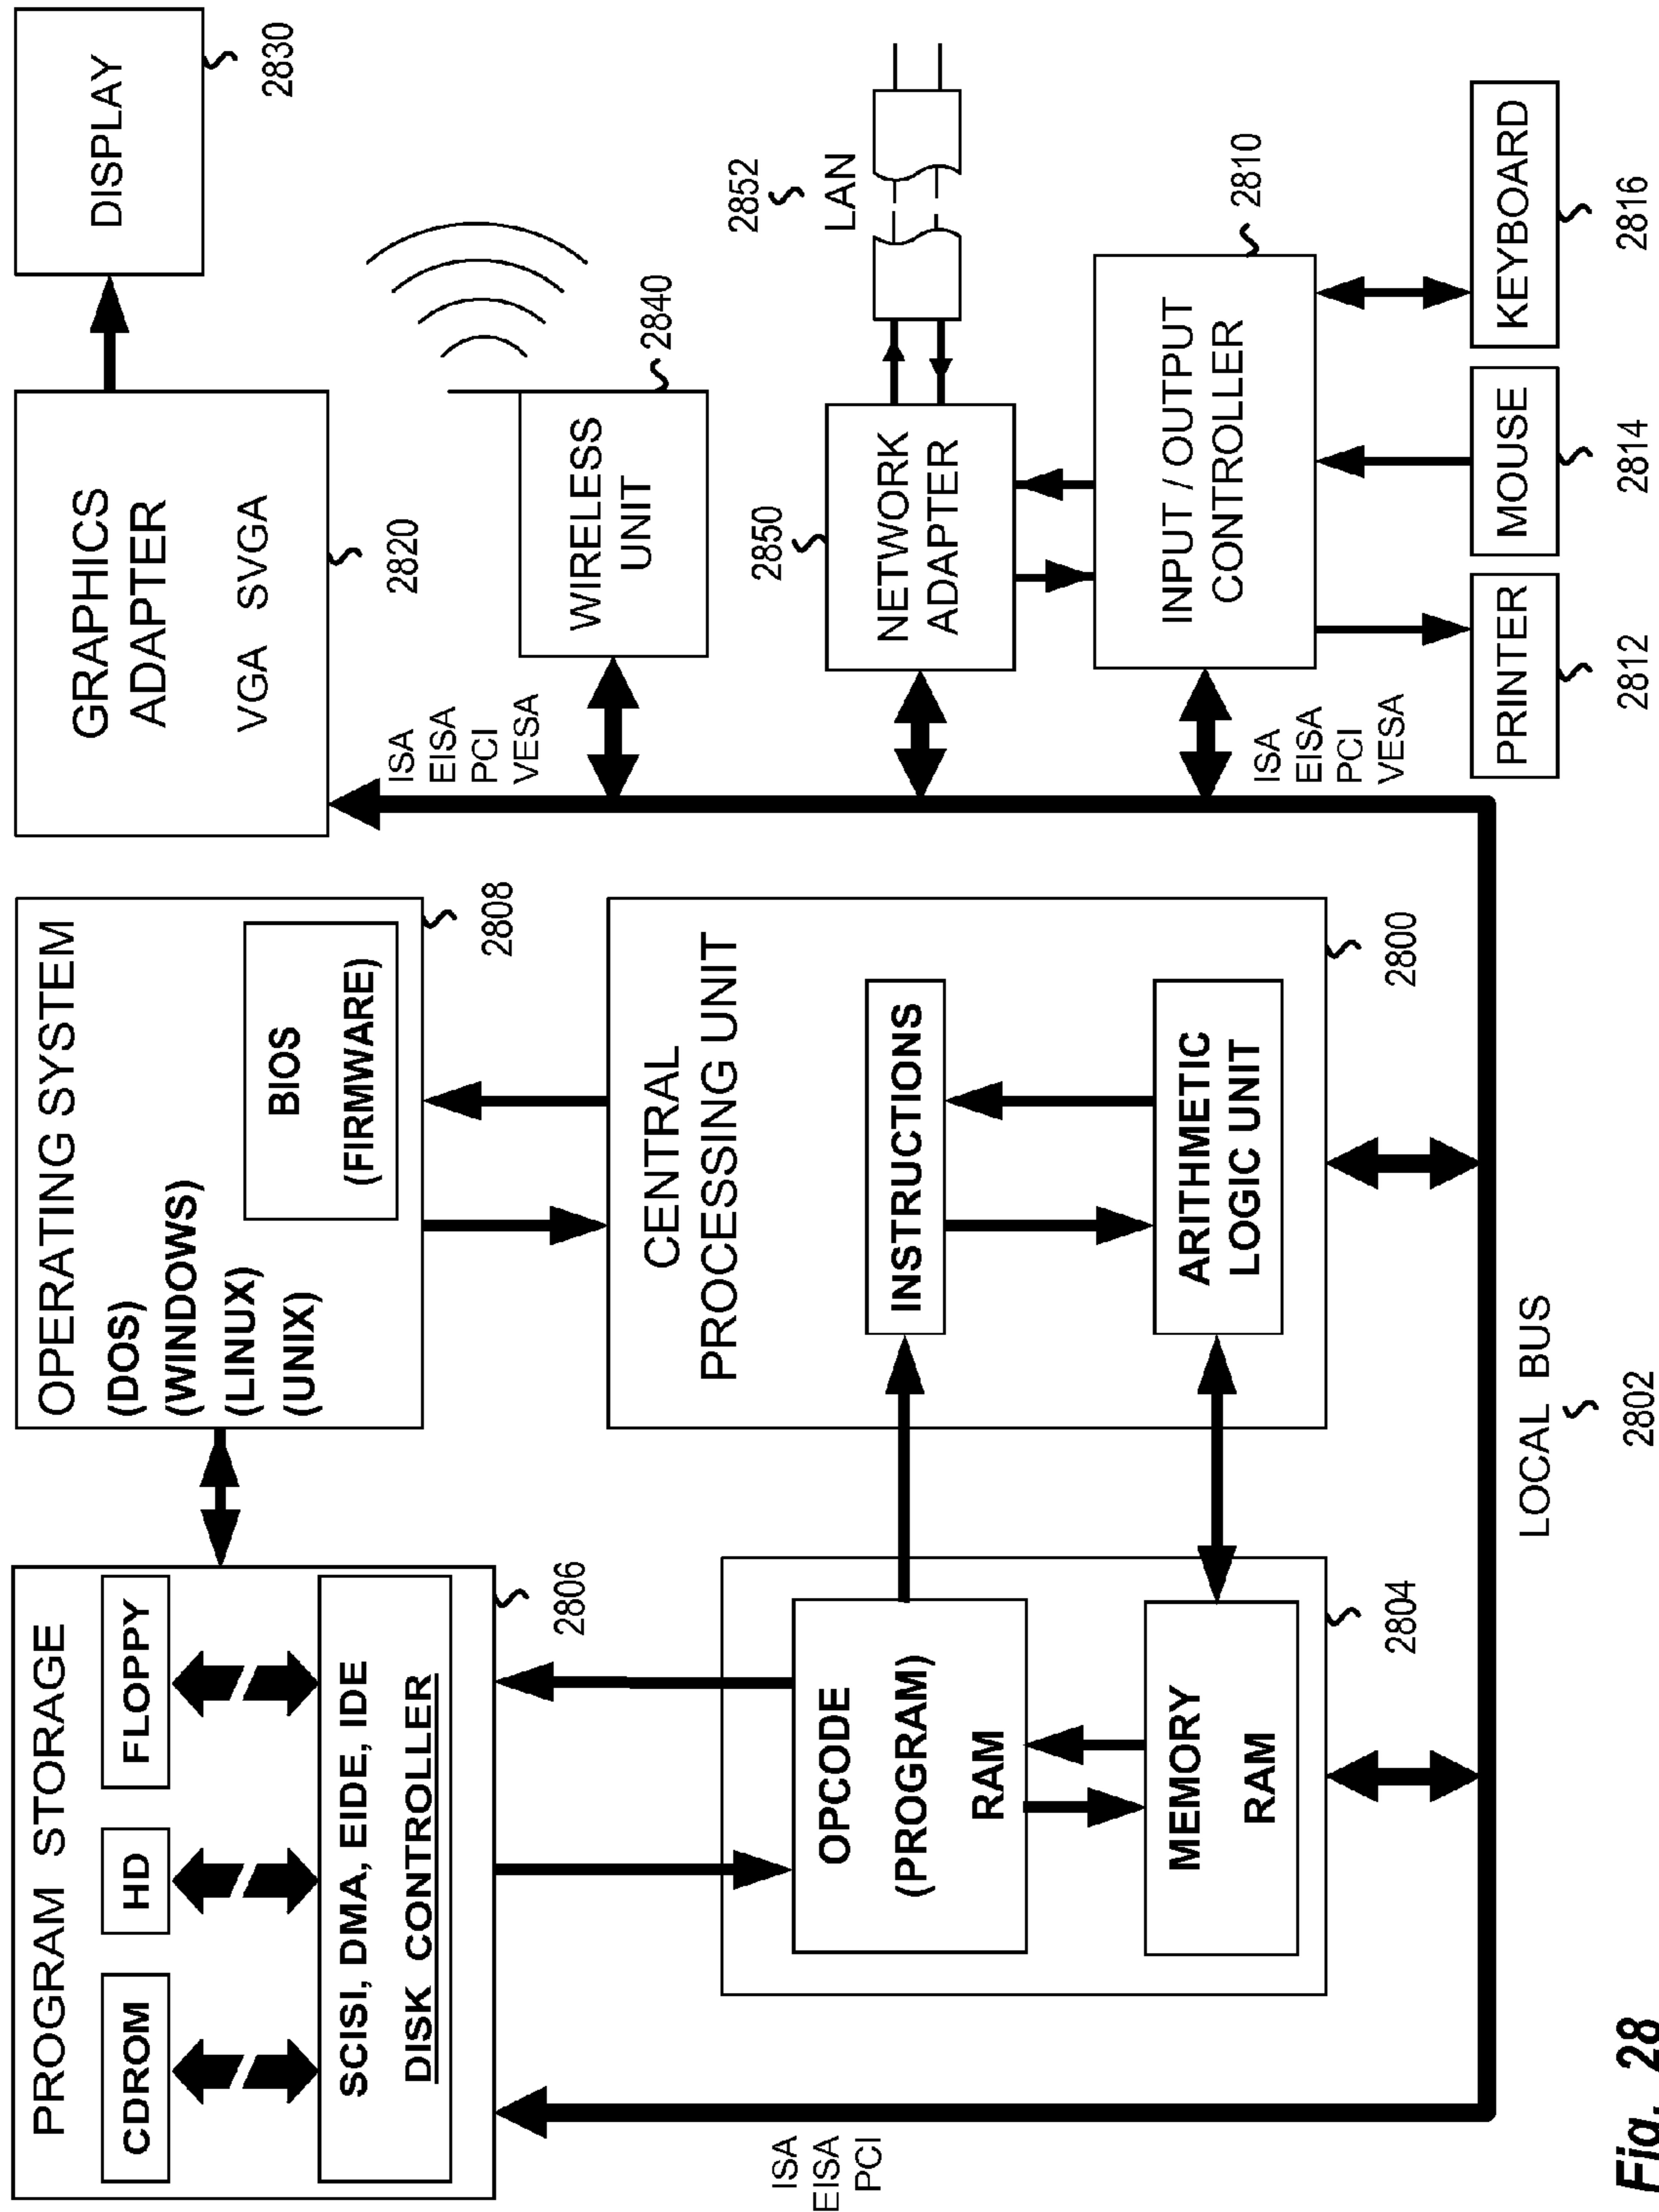 PROGRAM STORAGE
CDROM
HD
FLOPPY
SCISI, DMA, EIDE, IDE
DISK CONTROLLER
2806
OPERATING SYSTEM
(DOS)
(WINDOWS)
(LINUX)
(UNIX)
BIOS
(FIRMWARE)
2808
GRAPHICS
ADAPTER
VGA SVGA
2820
DISPLAY
2830
ISA
EISA
PCI
VESA
WIRELESS
UNIT
2840
CENTRAL
PROCESSING UNIT
INSTRUCTIONS
ARITHMETIC
LOGIC UNIT
2800
ISA
EISA
PCI
OPCODE
(PROGRAM)
RAM
MEMORY
RAM
2804
2850
NETWORK
ADAPTER
2852
LAN
INPUT / OUTPUT
CONTROLLER
2810
ISA
EISA
PCI
VESA
PRINTER
2812
MOUSE
2814
KEYBOARD
2816
LOCAL BUS
2802
Fig. 28